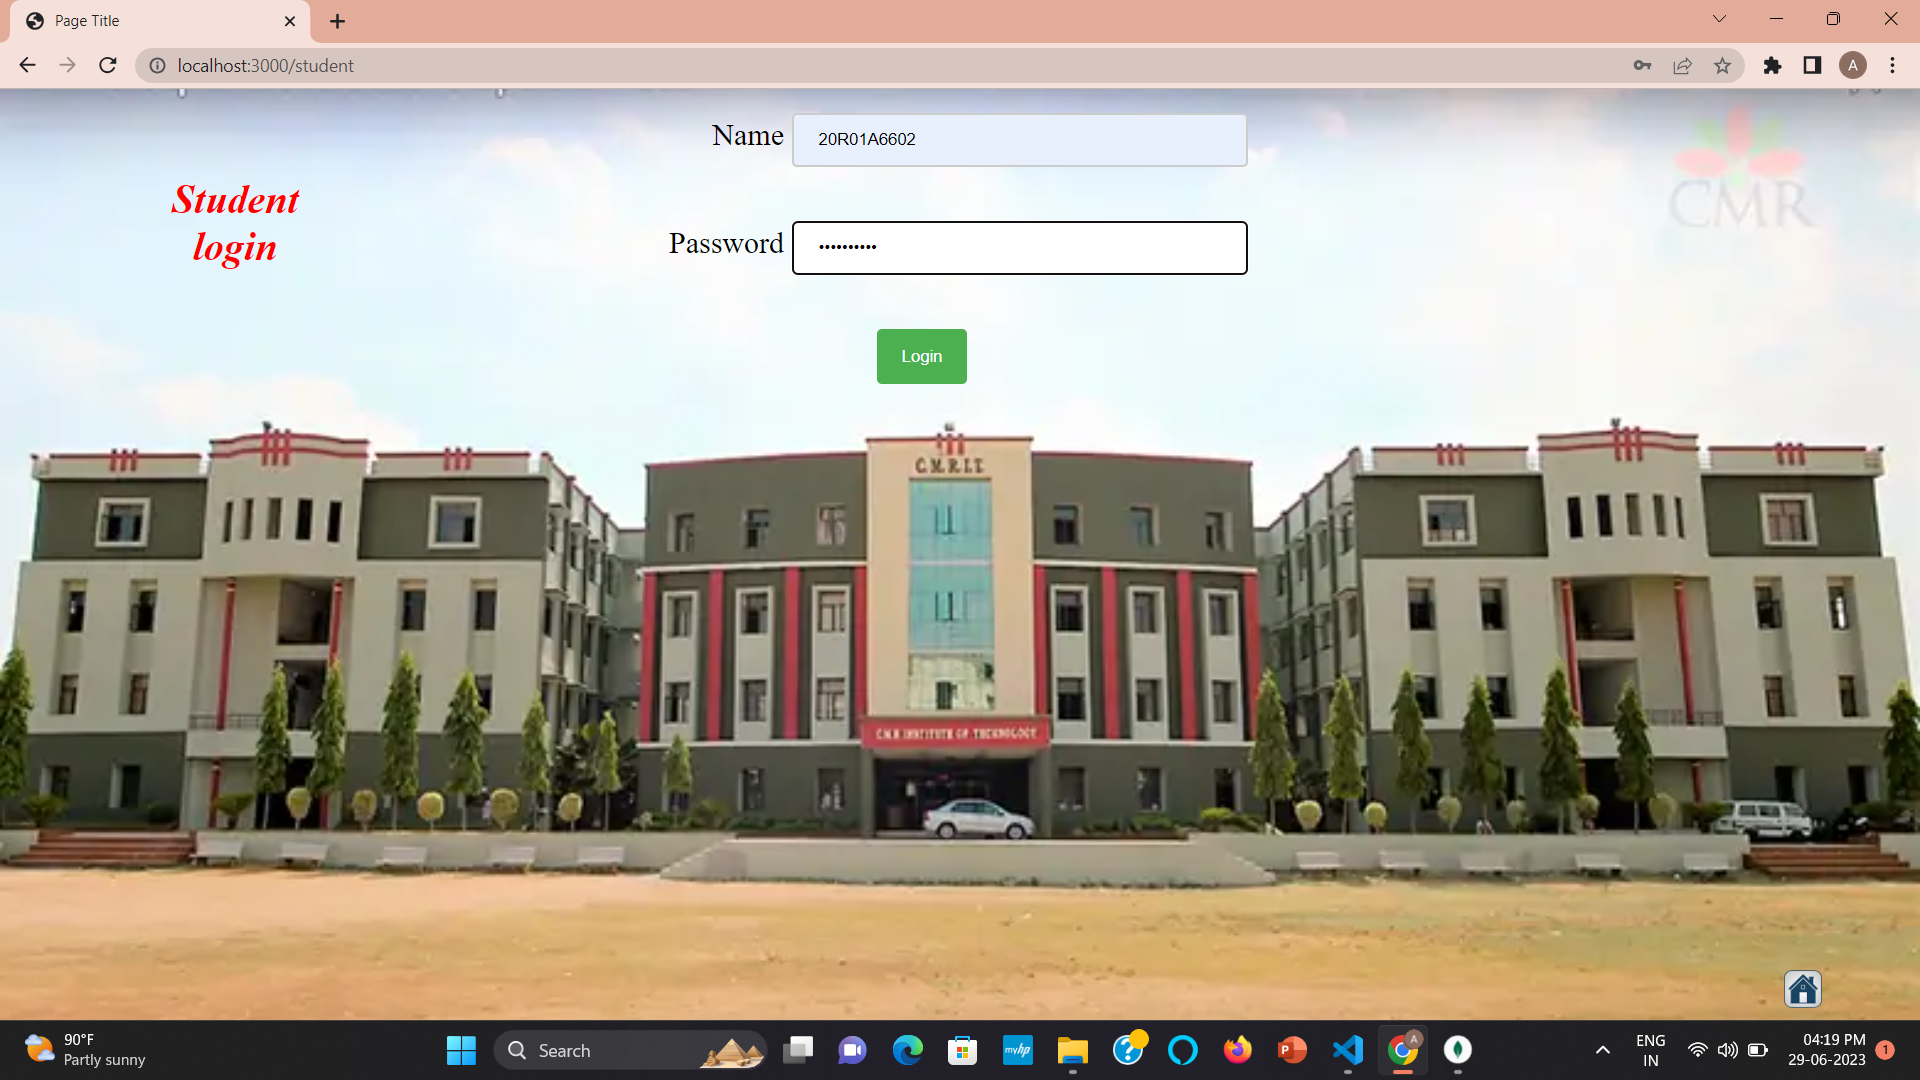 Page Title
localhost:3000/student
A
Name 20R01A6602
Student
login
Password ••••••••••
CMR
Login
C.M.R.I.T.
C.M.R INSTITUTE OF TECHNOLOGY
90°F
Partly sunny
Search
myhp
P
A
ENG
IN
04:19 PM
29-06-2023
1